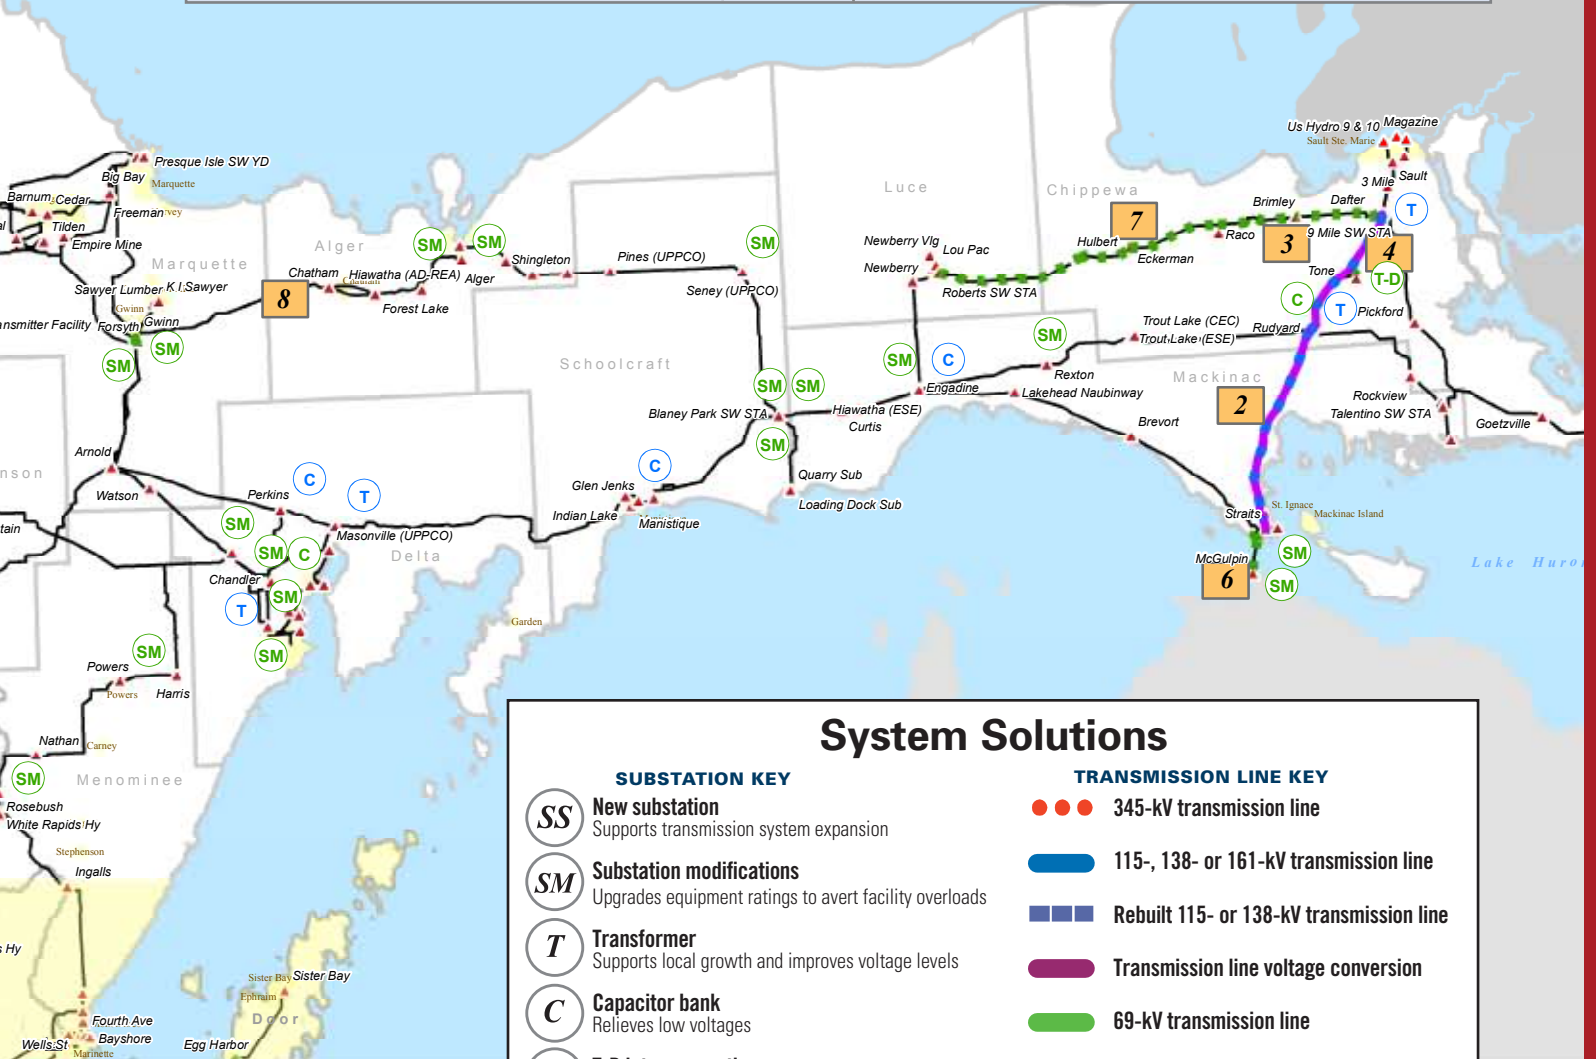 Us Hydro 9 & 10
Magazine
Sault Ste. Marie
Presque Isle SW YD
Big Bay
Marquette
3 Mile
Sault
Luce
Chippewa
Barnum
Cedar
Freeman
Tilden
Empire Mine
7
Brimley
Dafter
T
Alger
SM
SM
SM
Newberry Vlg
Lou Pac
Hulbert
Raco
3
9 Mile SW STA
4
Marquette
Shingleton
Pines (UPPCO)
Newberry
Eckerman
Chatham
Hiawatha (AD-REA)
Alger
Tone
T-D
Sawyer Lumber
K I Sawyer
8
Forest Lake
Seney (UPPCO)
Roberts SW STA
C
T
Pickford
Gwinn
nsmitter Facility
Forsyth
Gwinn
Trout Lake (CEC)
Trout Lake (ESE)
Rudyard
SM
SM
SM
SM
C
Schoolcraft
Rexton
Mackinac
SM
SM
Engadine
Lakehead Naubinway
2
Rockview
Blaney Park SW STA
Hiawatha (ESE)
Curtis
Talentino SW STA
Brevort
Goetzville
SM
Arnold
nson
C
C
Quarry Sub
Watson
Perkins
T
Glen Jenks
Loading Dock Sub
Indian Lake
Manistique
St. Ignace
Straits
Mackinac Island
tain
SM
Masonville (UPPCO)
SM
C
Delta
SM
McGulpin
Lake Huro
Chandler
6
SM
SM
T
Garden
SM
SM
Powers
Powers
Harris
Nathan
Carney
SM
Menominee
Rosebush
White Rapids Hy
Stephenson
Ingalls
s Hy
Sister Bay
Sister Bay
Ephraim
Door
Fourth Ave
Wells St
Bayshore
Marinette
Egg Harbor
System Solutions
SUBSTATION KEY
SS
New substation
Supports transmission system expansion
SM
Substation modifications
Upgrades equipment ratings to avert facility overloads
T
Transformer
Supports local growth and improves voltage levels
C
Capacitor bank
Relieves low voltages
TRANSMISSION LINE KEY
345-kV transmission line
115-, 138- or 161-kV transmission line
Rebuilt 115- or 138-kV transmission line
Transmission line voltage conversion
69-kV transmission line